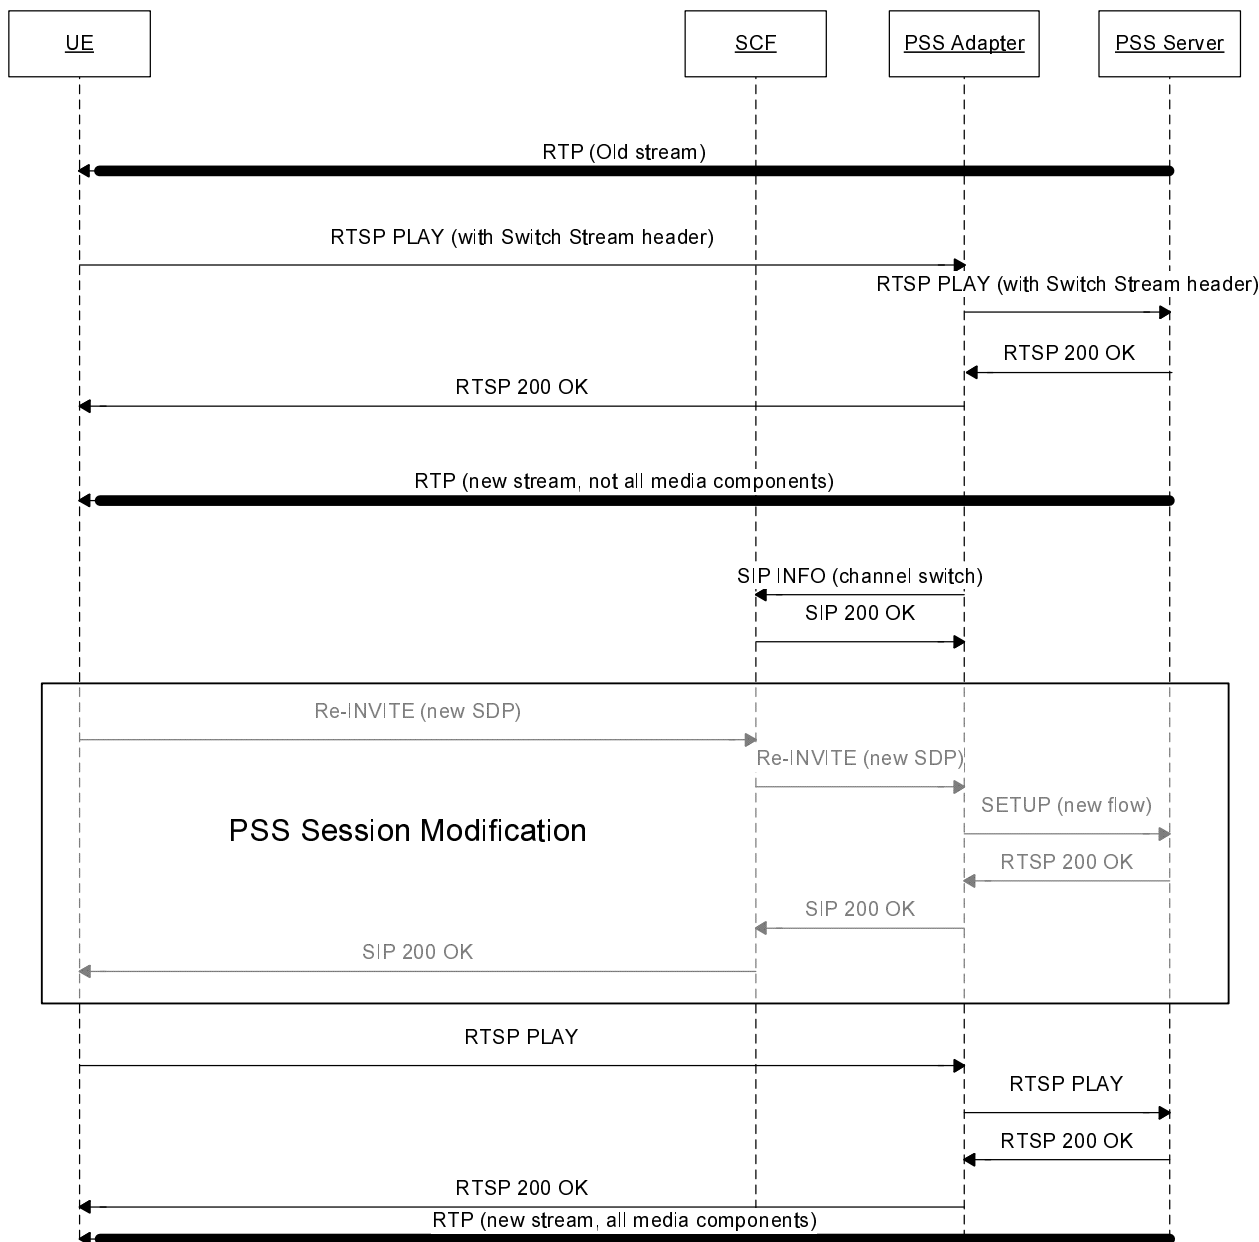 UE
SCF
PSS Adapter
PSS Server
RTP (Old stream)
RTSP PLAY (with Switch Stream header)
RTSP PLAY (with Switch Stream header)
RTSP 200 OK
RTSP 200 OK
RTP (new stream, not all media components)
SIP INFO (channel switch)
SIP 200 OK
Re-INVITE (new SDP)
Re-INVITE (new SDP)
SETUP (new flow)
PSS Session Modification
RTSP 200 OK
SIP 200 OK
SIP 200 OK
RTSP PLAY
RTSP PLAY
RTSP 200 OK
RTSP 200 OK
RTP (new stream, all media components)